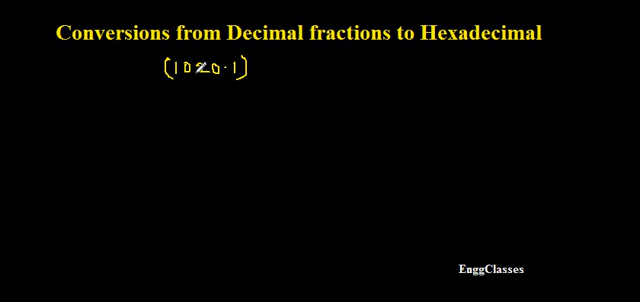 Conversions from Decimal fractions to Hexadecimal
(1020.1)
EnggClasses